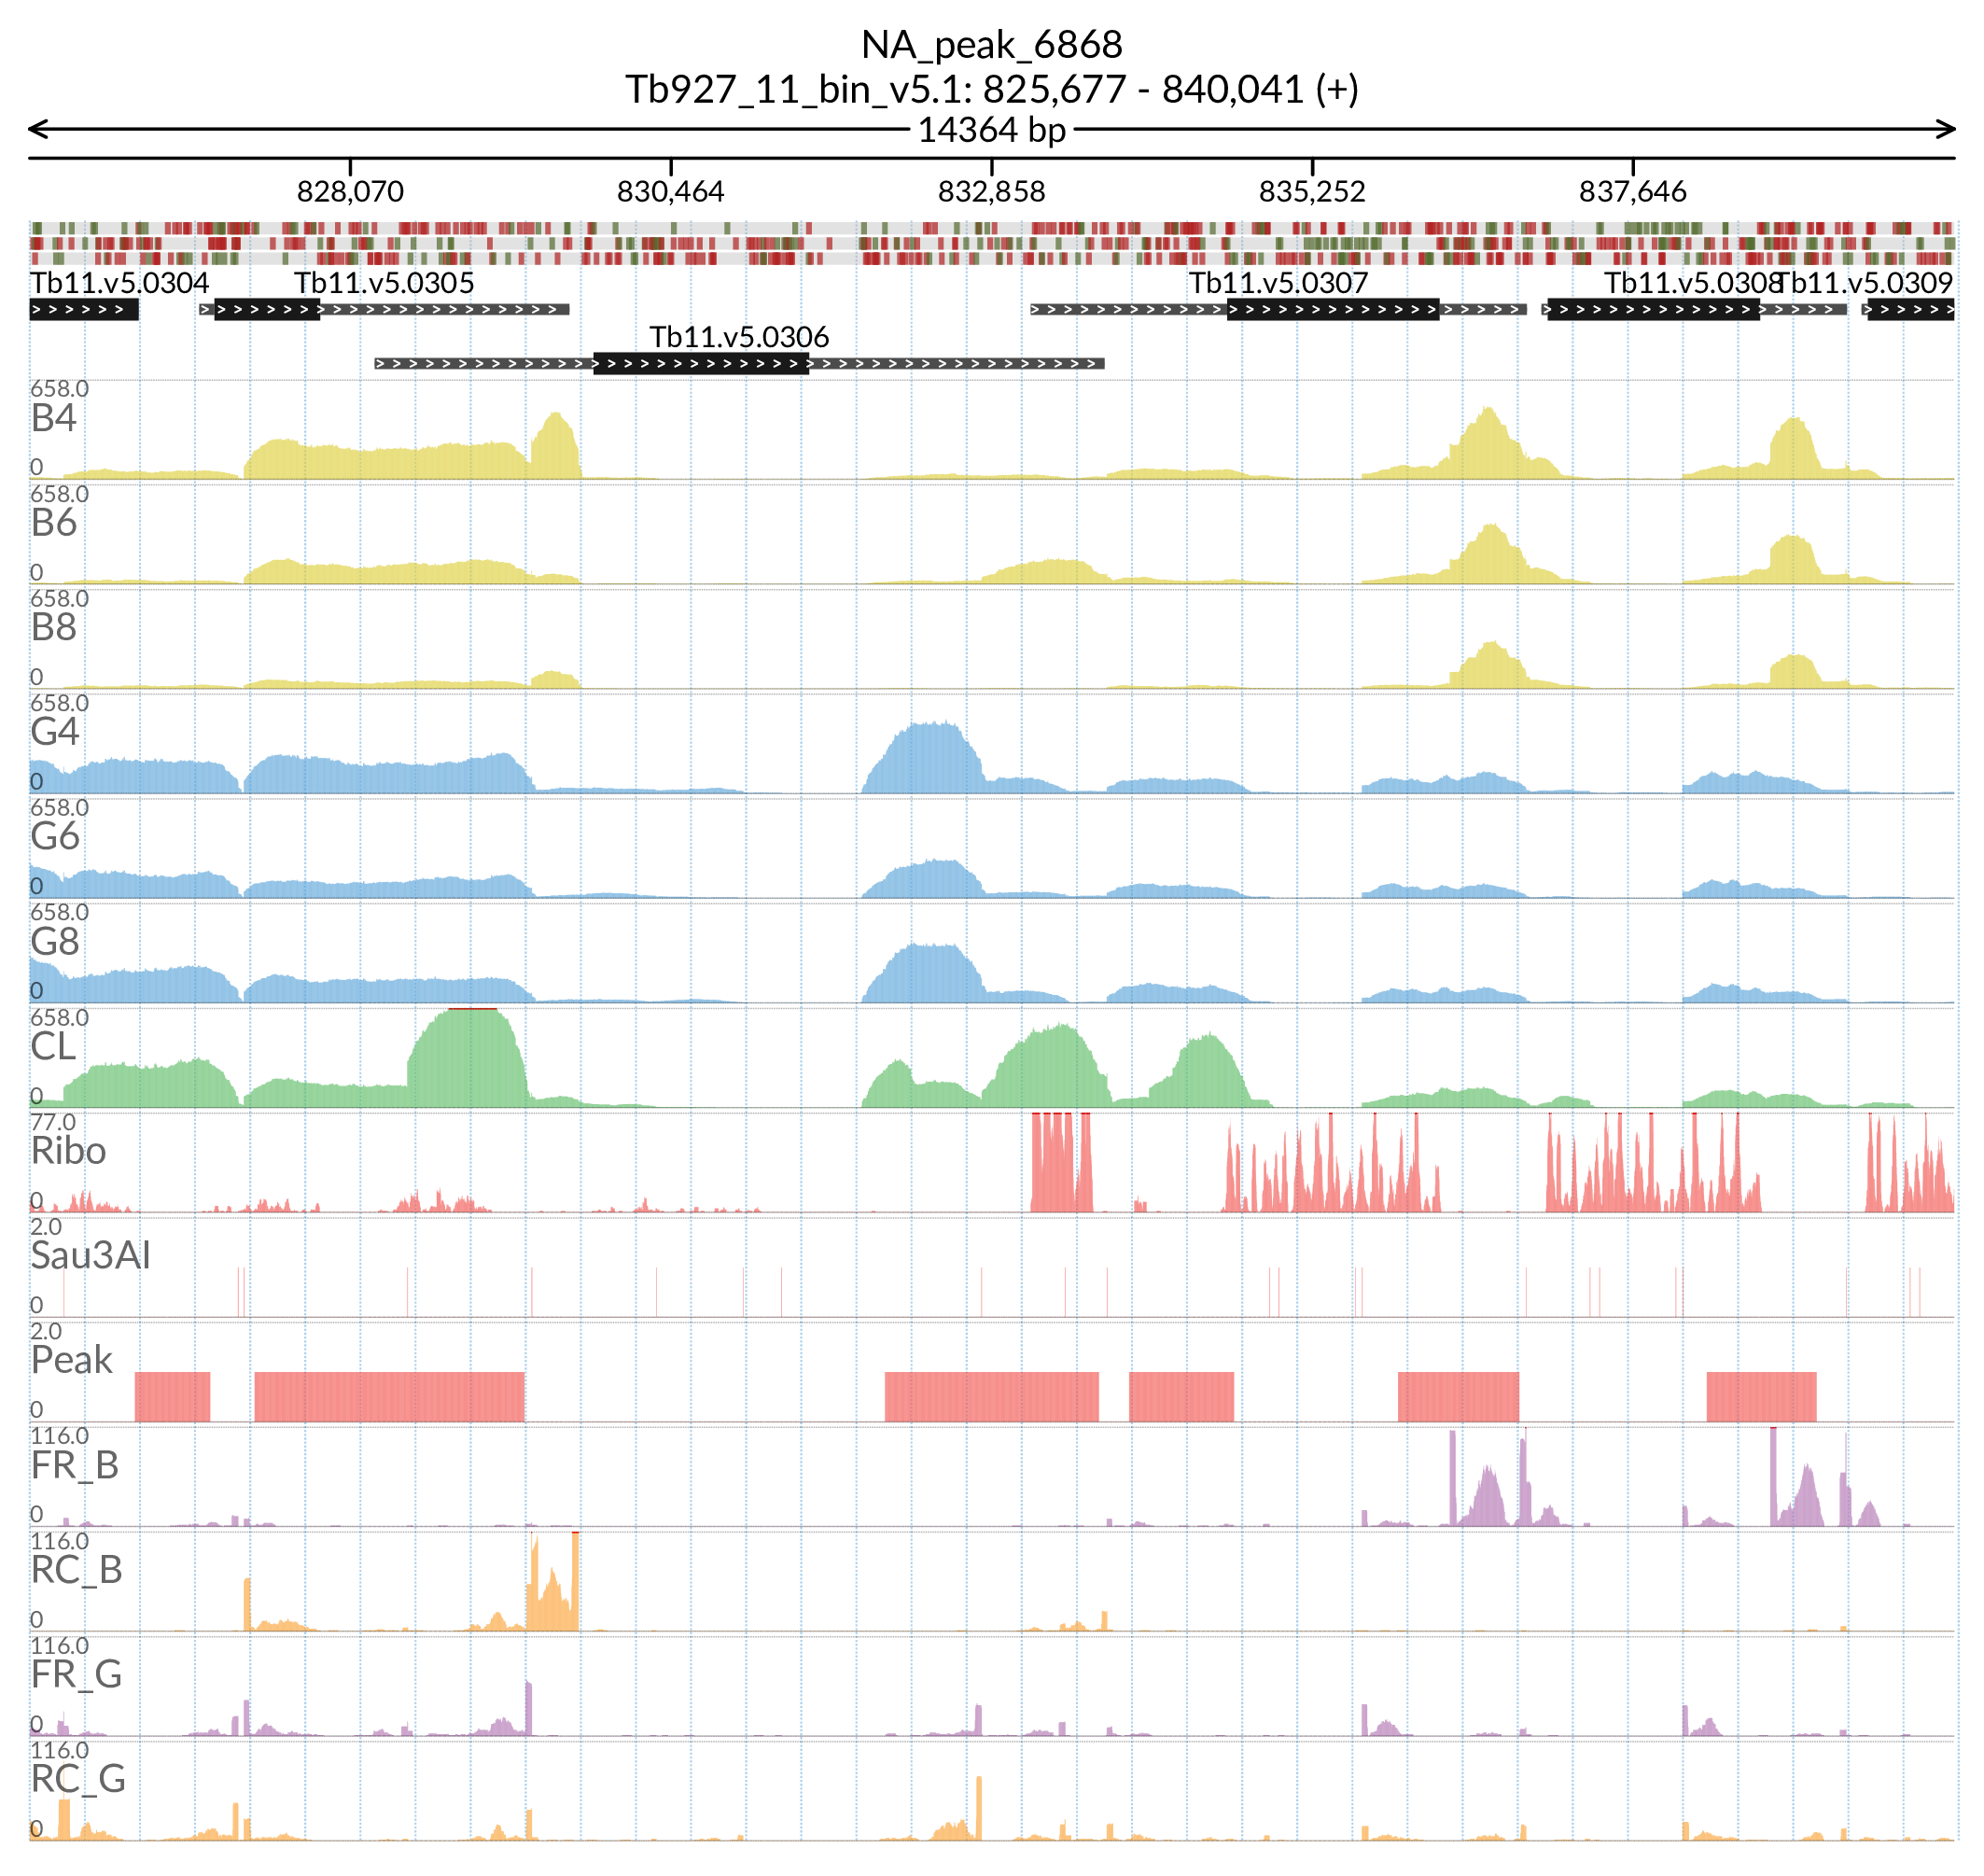 NA_peak_6868
Tb927_11_bin_v5.1: 825,677 - 840,041 (+)
14364 bp
828,070 830,464 832,858 835,252 837,646
Tb11.v5.0304 Tb11.v5.0305 Tb11.v5.0307 Tb11.v5.0308 Tb11.v5.0309
Tb11.v5.0306
658.0
B4
0
658.0
B6
0
658.0
B8
0
658.0
G4
0
658.0
G6
0
658.0
G8
0
658.0
CL
0
77.0
Ribo
0
2.0
Sau3AI
0
2.0
Peak
0
116.0
FR_B
0
116.0
RC_B
0
116.0
FR_G
0
116.0
RC_G
0